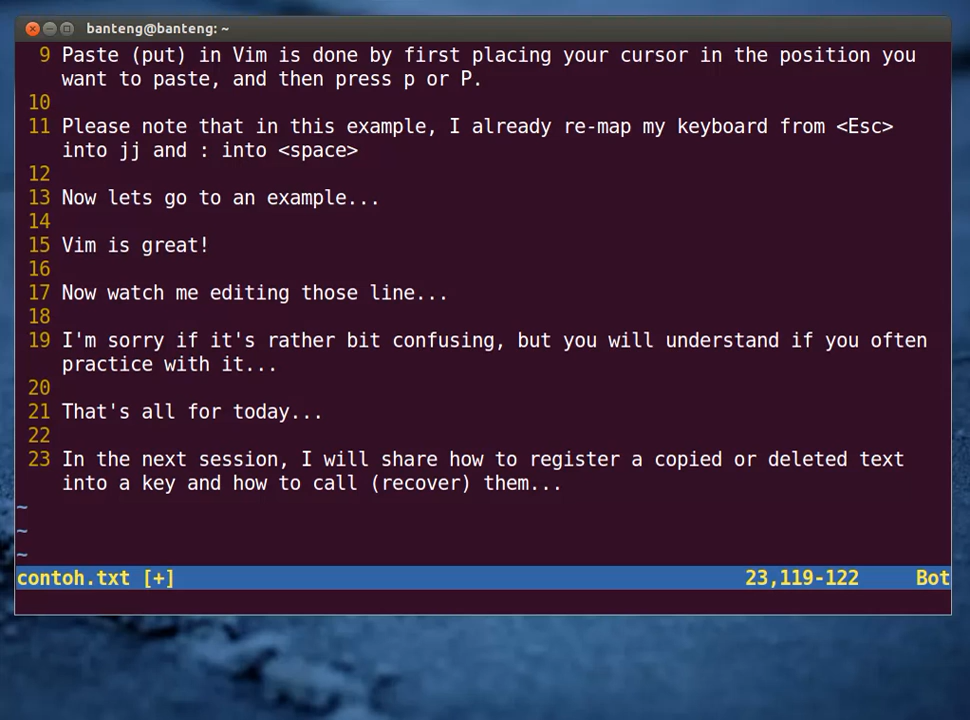 banteng@banteng: ~
9 Paste (put) in Vim is done by first placing your cursor in the position you
want to paste, and then press p or P.
10
11 Please note that in this example, I already re-map my keyboard from <Esc>
into jj and : into <space>
12
13 Now lets go to an example...
14
15 Vim is great!
16
17 Now watch me editing those line...
18
19 I'm sorry if it's rather bit confusing, but you will understand if you often
practice with it...
20
21 That's all for today...
22
23 In the next session, I will share how to register a copied or deleted text
into a key and how to call (recover) them...
~
~
~
contoh.txt [+] 23,119-122 Bot